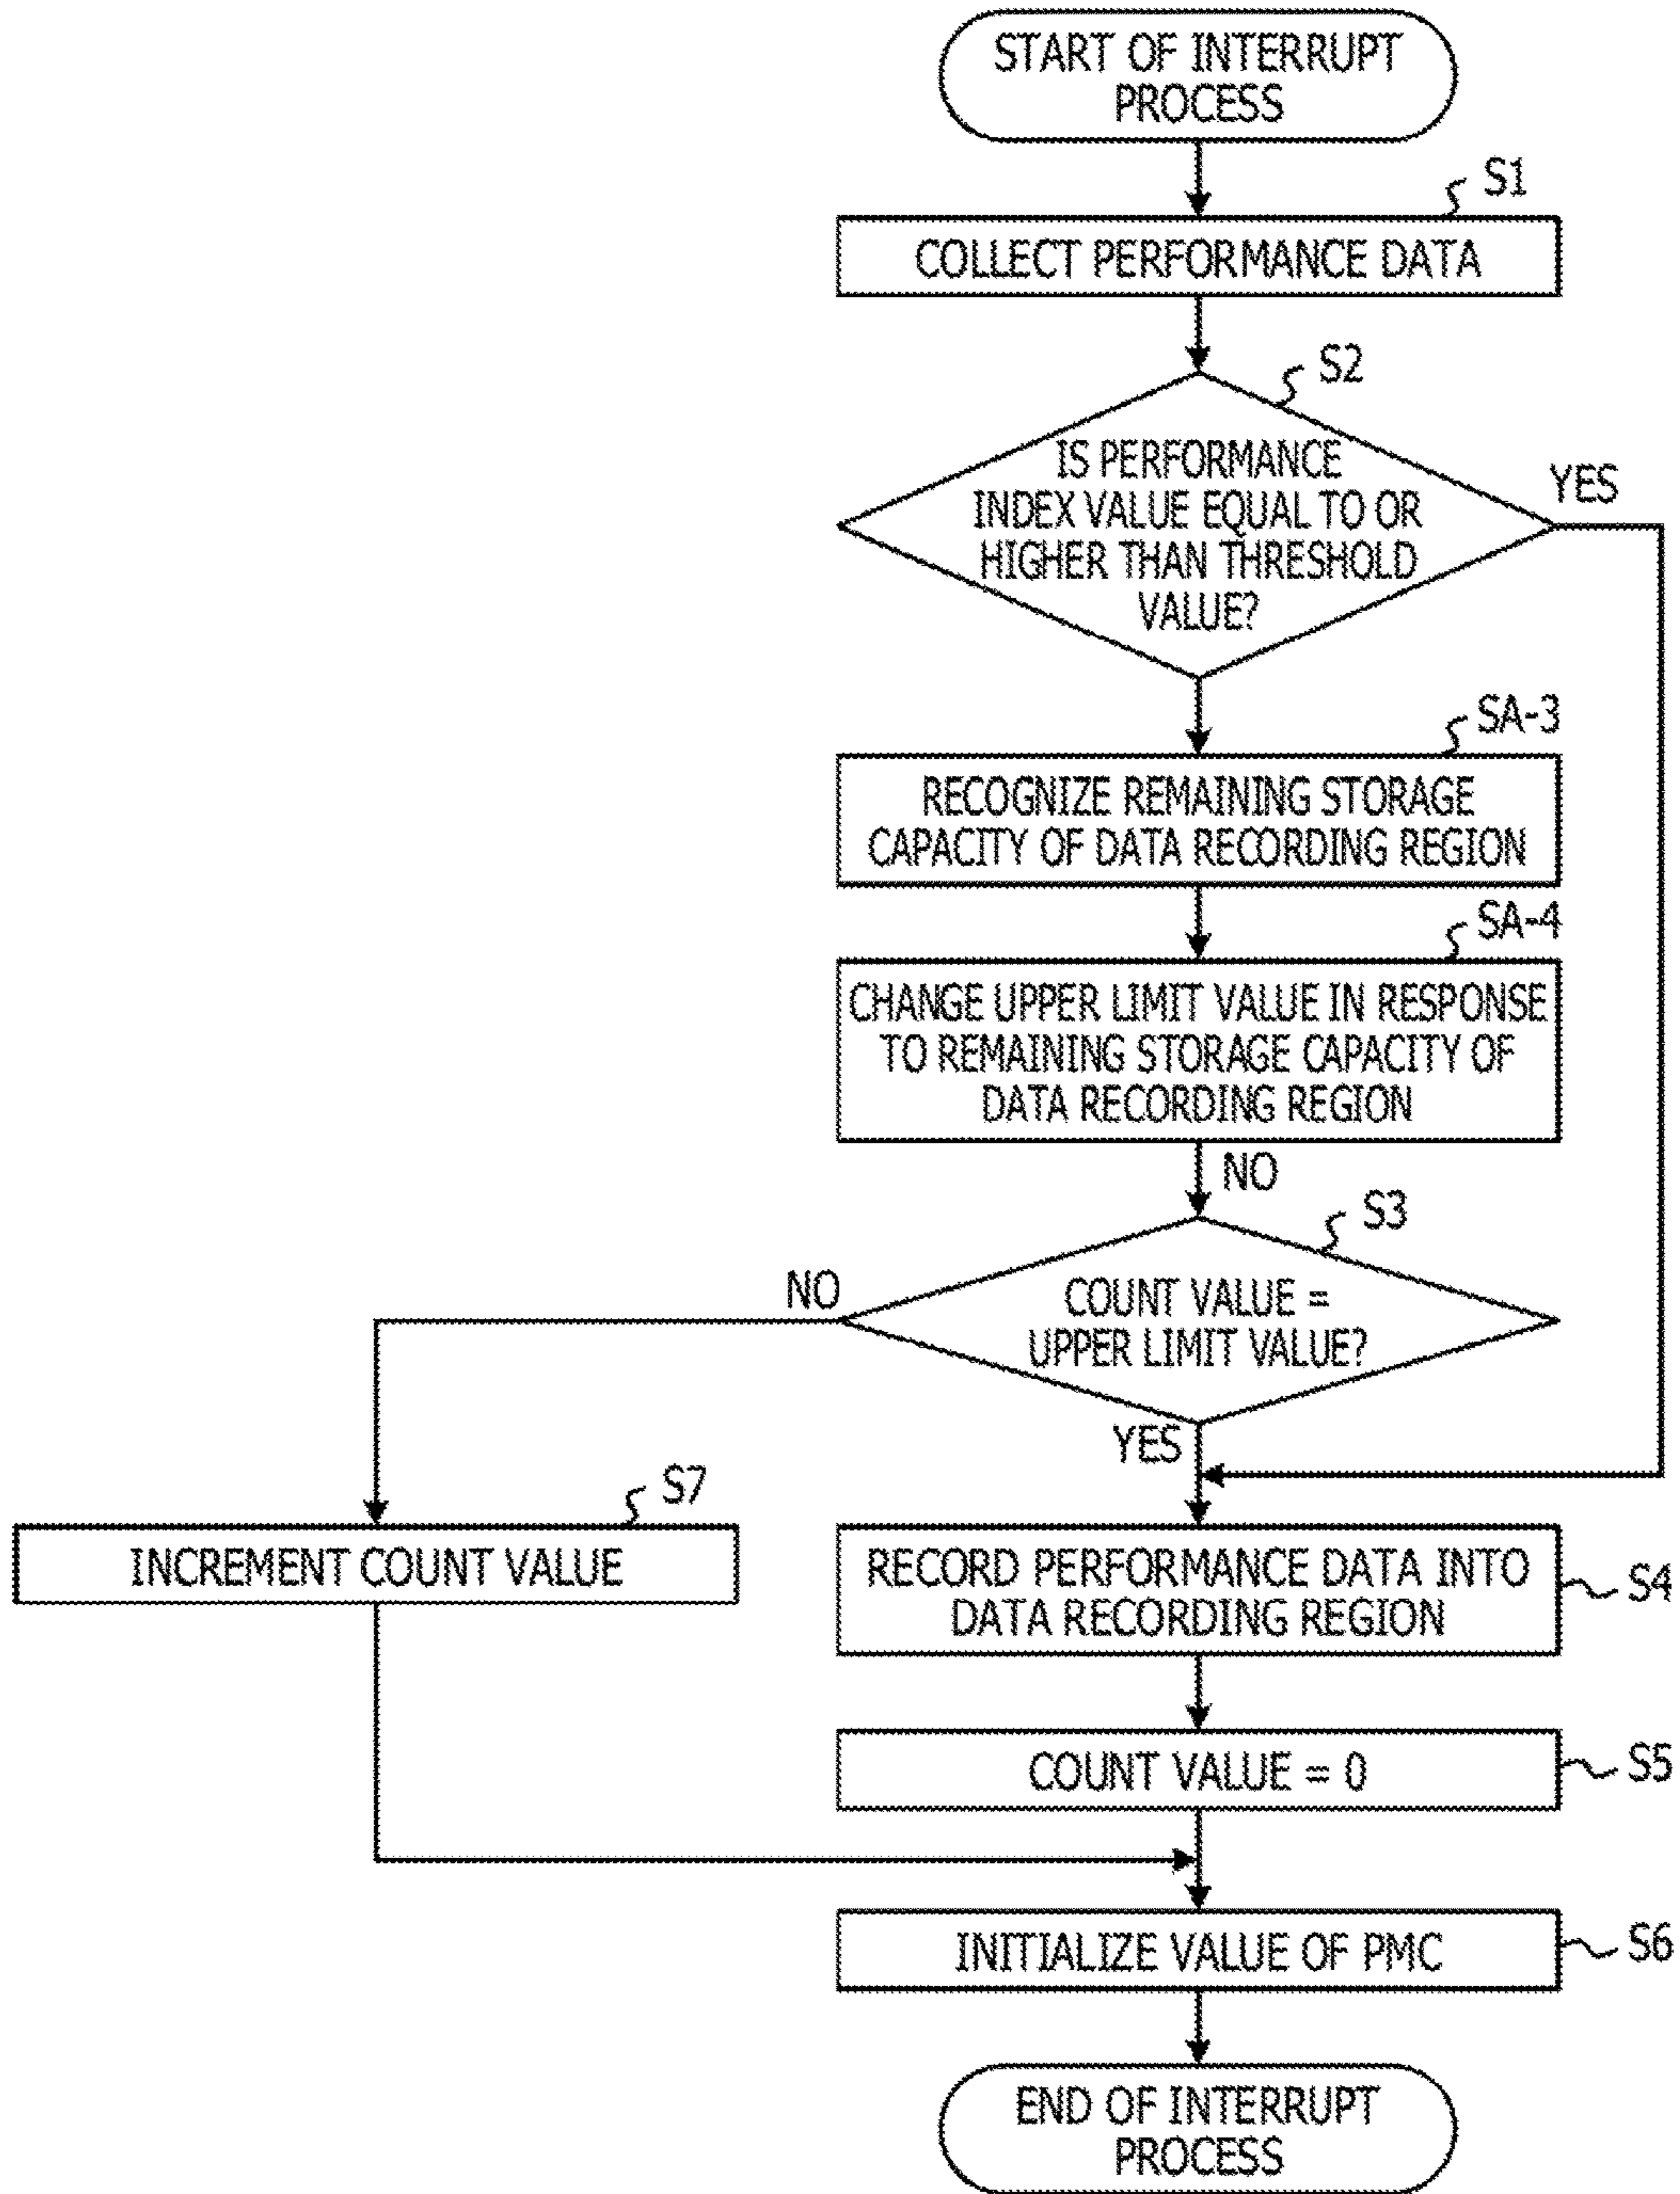 START OF INTERRUPT
PROCESS
S1
COLLECT PERFORMANCE DATA
S2
IS PERFORMANCE
INDEX VALUE EQUAL TO OR
HIGHER THAN THRESHOLD
VALUE?
YES
SA-3
RECOGNIZE REMAINING STORAGE
CAPACITY OF DATA RECORDING REGION
SA-4
CHANGE UPPER LIMIT VALUE IN RESPONSE
TO REMAINING STORAGE CAPACITY OF
DATA RECORDING REGION
NO
S3
NO
COUNT VALUE =
UPPER LIMIT VALUE?
YES
S7
INCREMENT COUNT VALUE
RECORD PERFORMANCE DATA INTO
DATA RECORDING REGION
S4
COUNT VALUE = 0
S5
INITIALIZE VALUE OF PMC
S6
END OF INTERRUPT
PROCESS